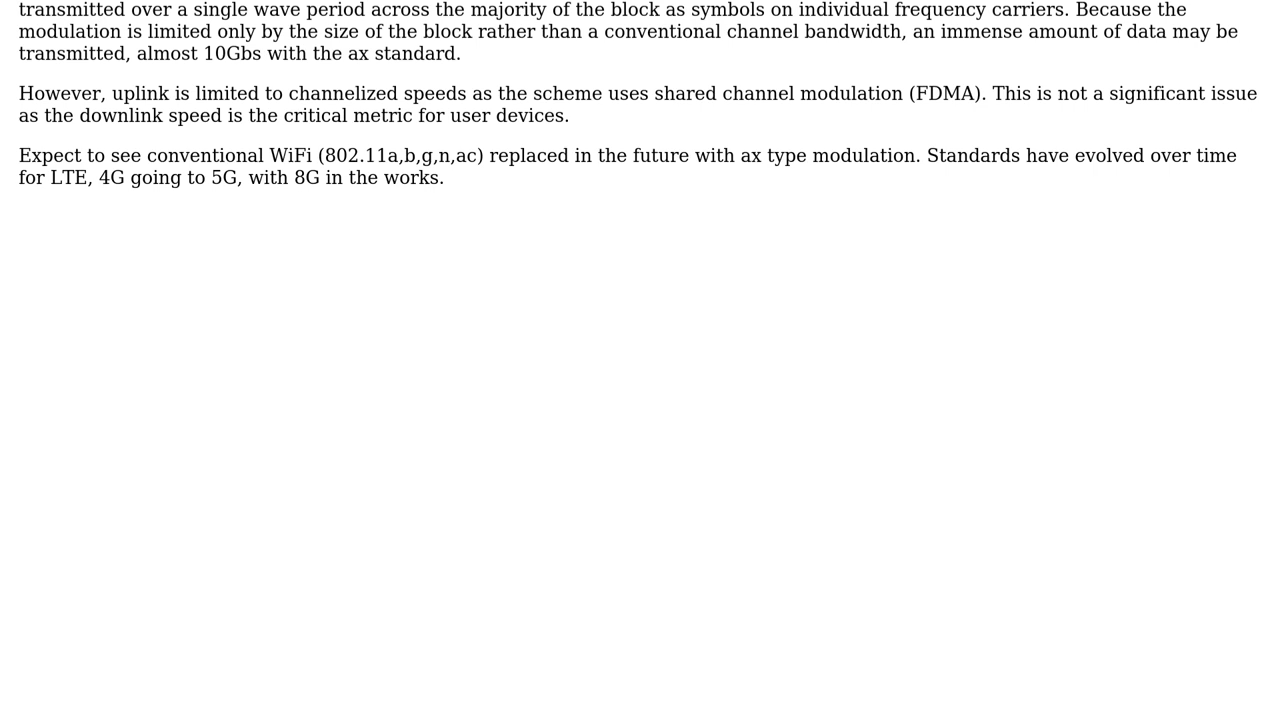 transmitted over a single wave period across the majority of the block as symbols on individual frequency carriers. Because the
modulation is limited only by the size of the block rather than a conventional channel bandwidth, an immense amount of data may be
transmitted, almost 10Gbs with the ax standard.
However, uplink is limited to channelized speeds as the scheme uses shared channel modulation (FDMA). This is not a significant issue
as the downlink speed is the critical metric for user devices.
Expect to see conventional WiFi (802.11a,b,g,n,ac) replaced in the future with ax type modulation. Standards have evolved over time
for LTE, 4G going to 5G, with 8G in the works.